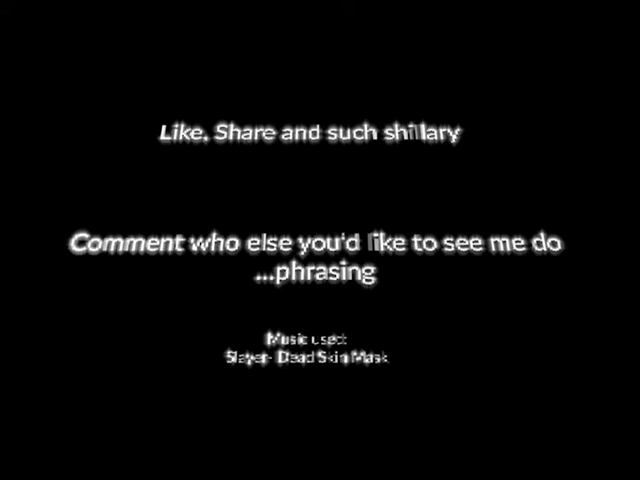 Like, Share and such shillary
Comment who else you'd like to see me do
...phrasing
Music used:
Slayer- Dead Skin Mask